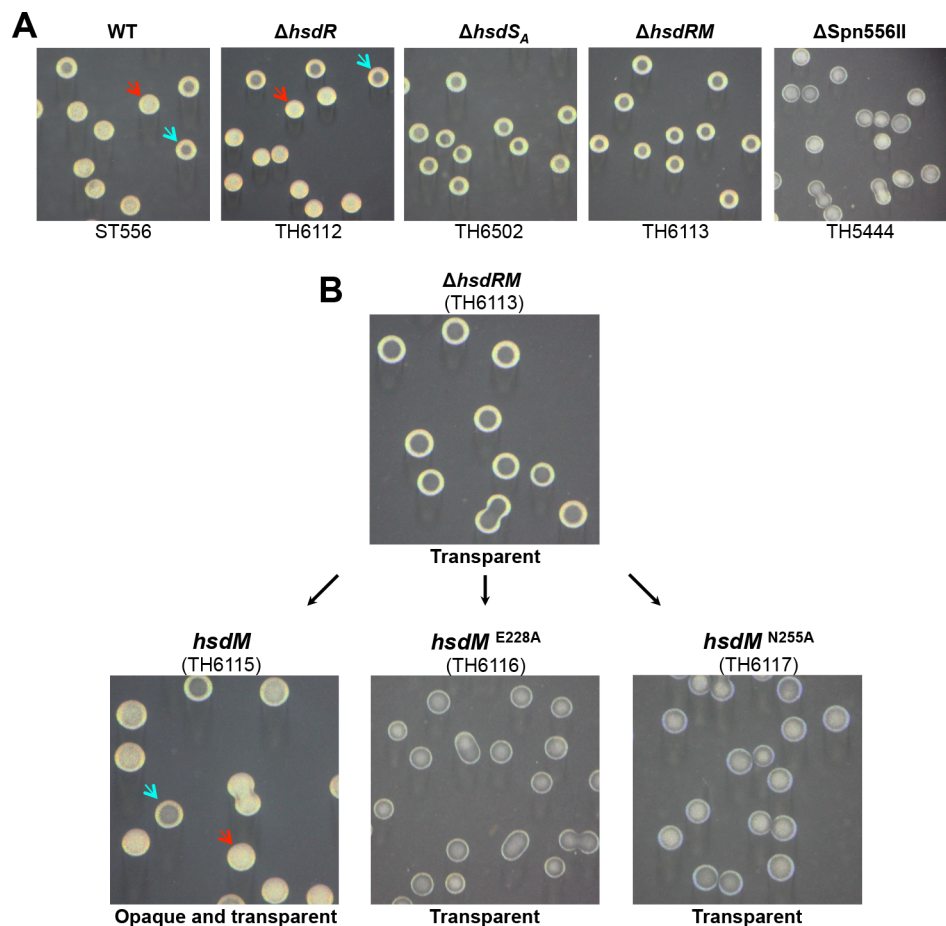 A
WT ΔhsdR ΔhsdS_A ΔhsdRM ΔSpn556II
ST556 TH6112 TH6502 TH6113 TH5444
B
ΔhsdRM
(TH6113)
Transparent
hsdM hsdM E228A hsdM N255A
(TH6115) (TH6116) (TH6117)
Opaque and transparent Transparent Transparent